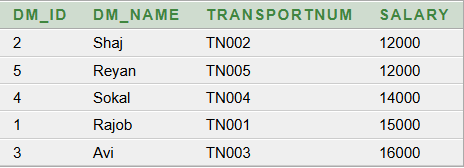 DM_ID DM_NAME TRANSPORTNUM SALARY
2 Shaj TN002 12000
5 Reyan TN005 12000
4 Sokal TN004 14000
1 Rajob TN001 15000
3 Avi TN003 16000